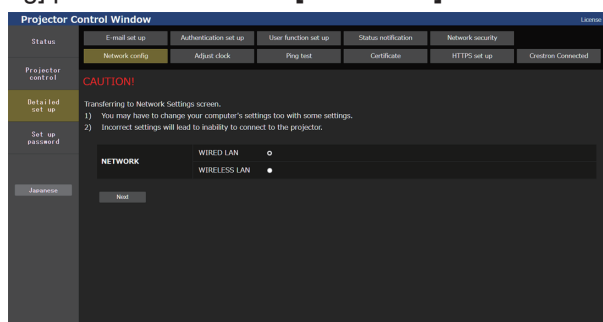 Projector Control Window
License
Status
E-mail set up
Authentication set up
User function set up
Status notification
Network security
Network config
Adjust clock
Ping test
Certificate
HTTPS set up
Crestron Connected
Projector
control
Detailed
set up
Set up
password
Japanese
CAUTION!
Transferring to Network Settings screen.
1) You may have to change your computer's settings too with some settings.
2) Incorrect settings will lead to inability to connect to the projector.
NETWORK
WIRED LAN
WIRELESS LAN
Next